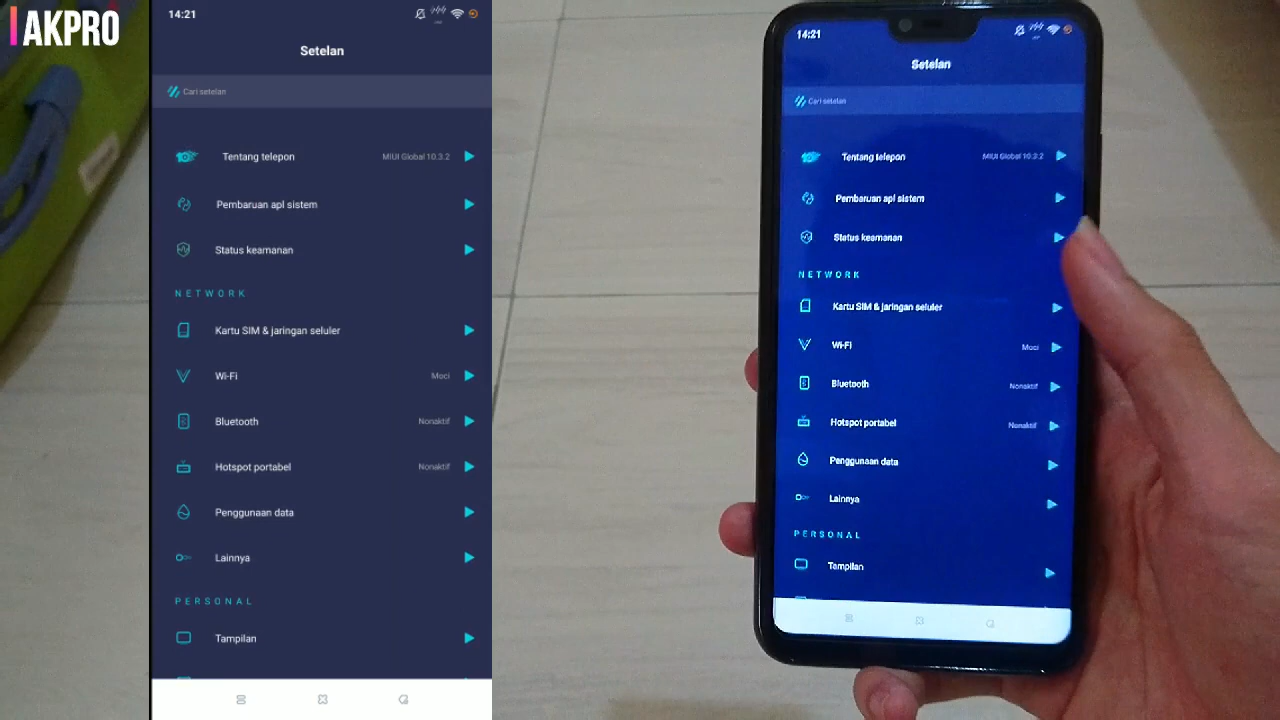 AKPRO
14:21
Setelan
Cari setelan
Tentang telepon MIUI Global 10.3.2
Pembaruan apl sistem
Status keamanan
NETWORK
Kartu SIM & jaringan seluler
Wi-Fi Moci
Bluetooth Nonaktif
Hotspot portabel Nonaktif
Penggunaan data
Lainnya
PERSONAL
Tampilan
14:21
Setelan
Cari setelan
Tentang telepon MIUI Global 10.3.2
Pembaruan apl sistem
Status keamanan
NETWORK
Kartu SIM & jaringan seluler
Wi-Fi Moci
Bluetooth Nonaktif
Hotspot portabel Nonaktif
Penggunaan data
Lainnya
PERSONAL
Tampilan